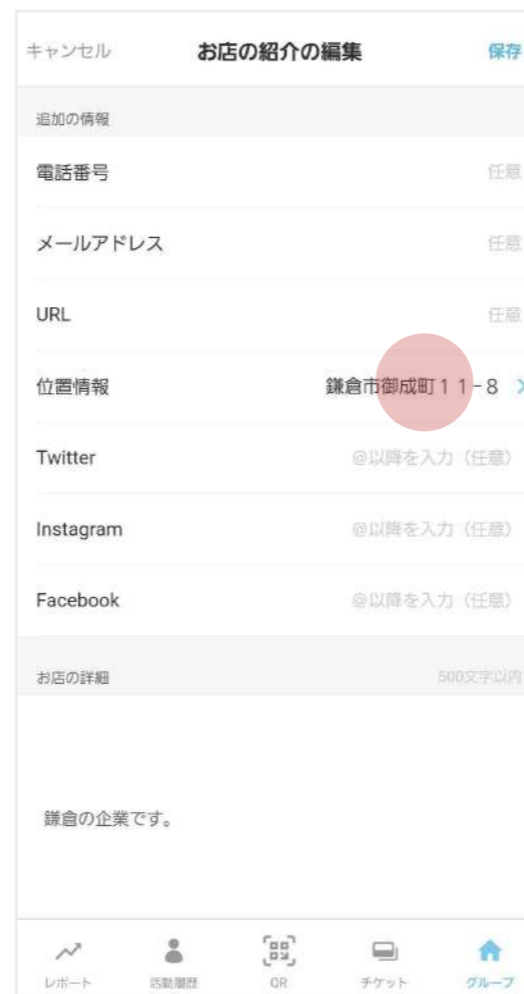 キャンセル お店の紹介の編集 保存
追加の情報
電話番号 任意
メールアドレス 任意
URL 任意
位置情報 鎌倉市御成町11-8
Twitter @以降を入力(任意)
Instagram @以降を入力(任意)
Facebook @以降を入力(任意)
お店の詳細 500文字以内
鎌倉の企業です。
レポート 活動履歴 QR チケット グループ